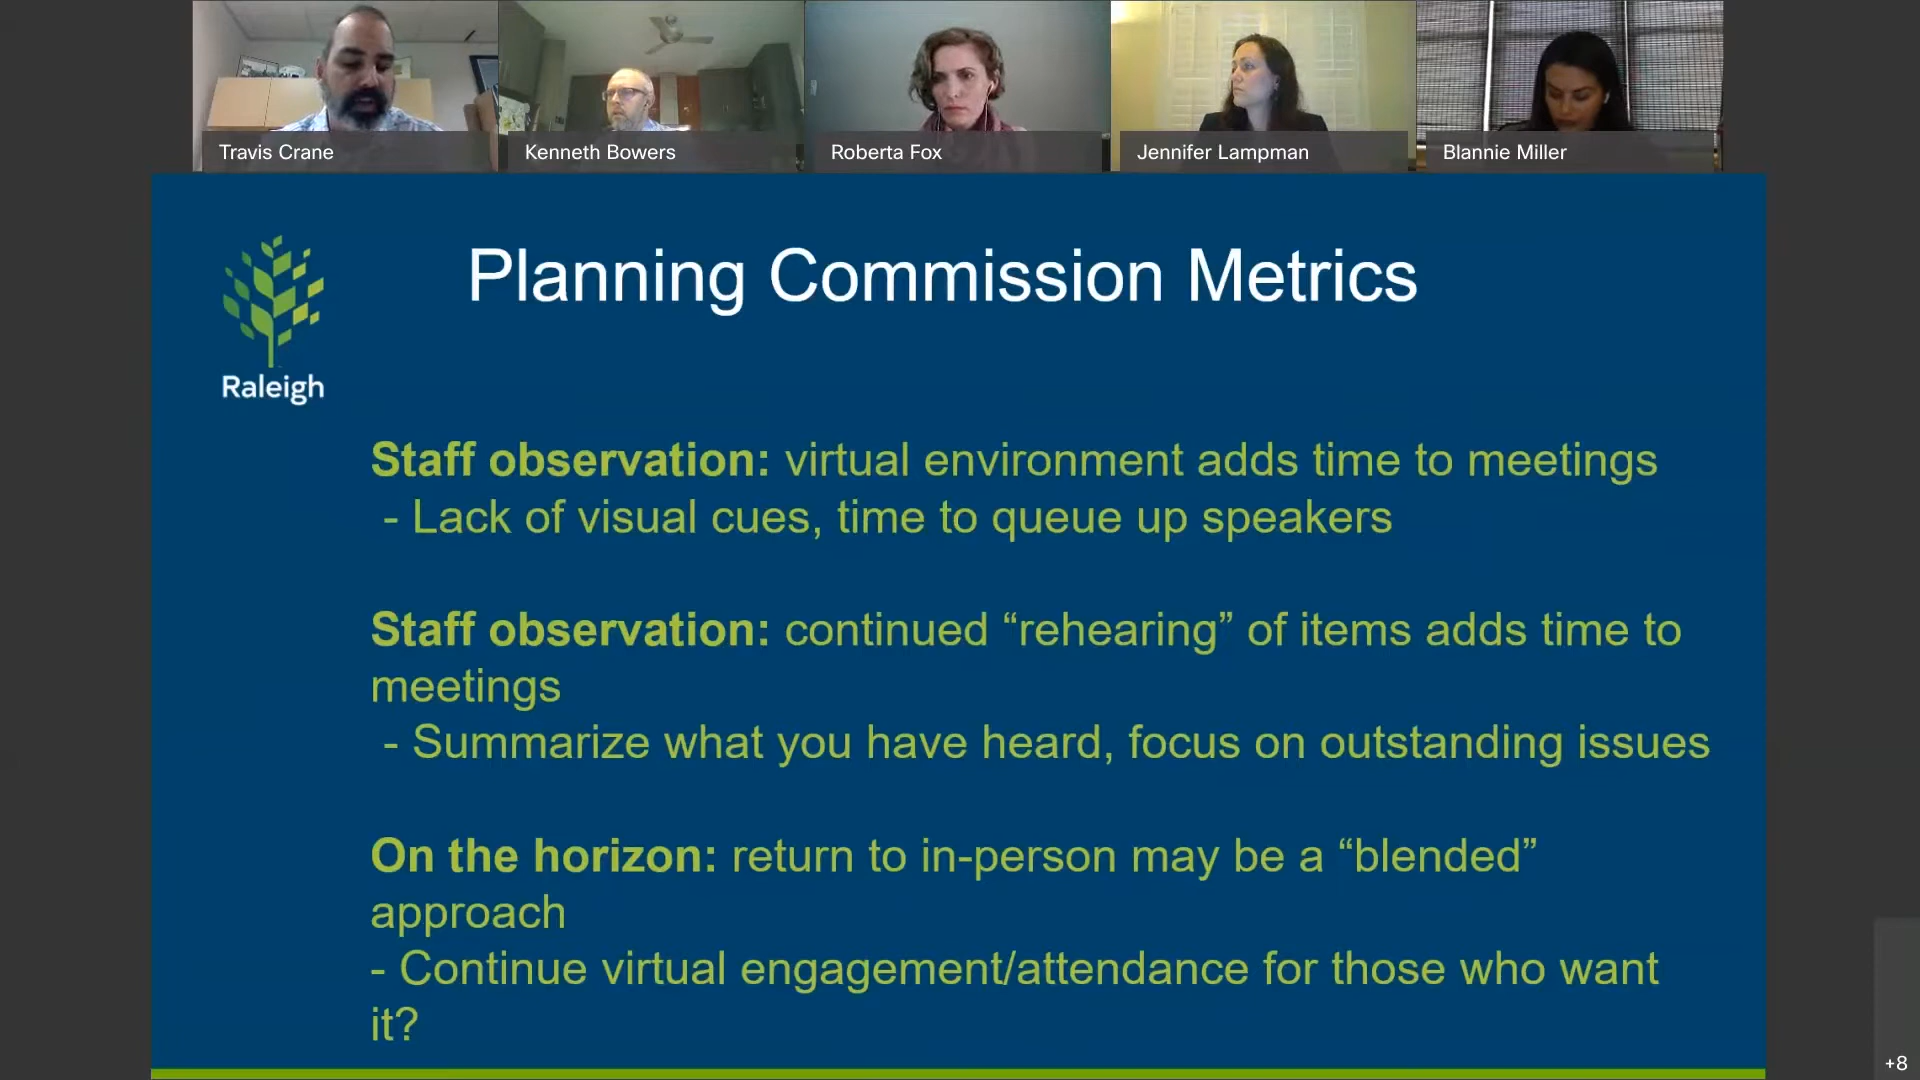 Travis Crane
Kenneth Bowers
Roberta Fox
Jennifer Lampman
Blannie Miller
Planning Commission Metrics
Raleigh
Staff observation: virtual environment adds time to meetings
- Lack of visual cues, time to queue up speakers
Staff observation: continued “rehearing” of items adds time to
meetings
- Summarize what you have heard, focus on outstanding issues
On the horizon: return to in-person may be a “blended”
approach
- Continue virtual engagement/attendance for those who want
it?
+8